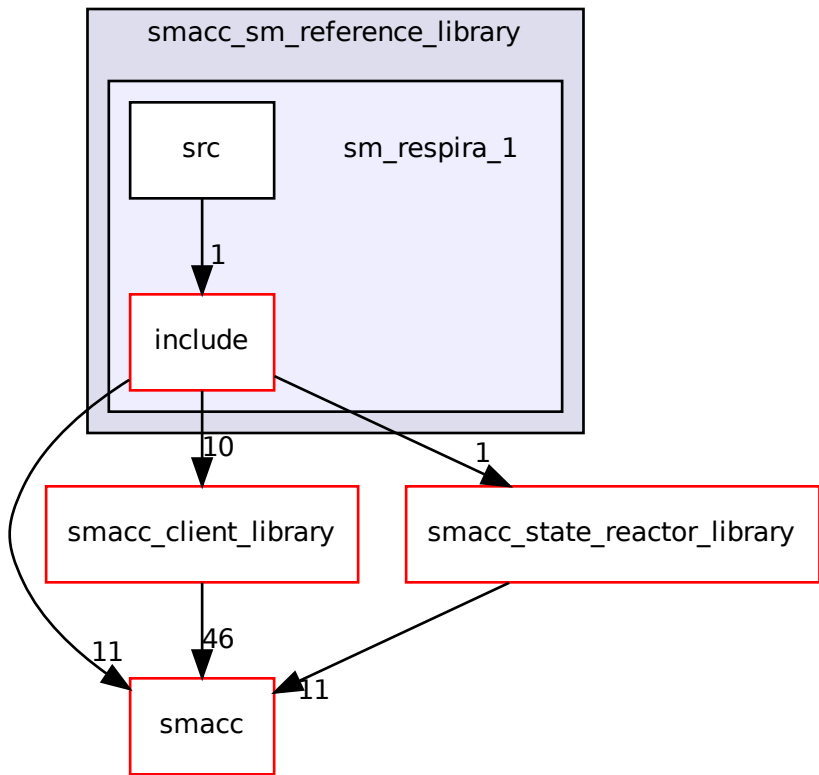 smacc_sm_reference_library
src
sm_respira_1
1
include
10
1
smacc_client_library
smacc_state_reactor_library
46
11
11
smacc